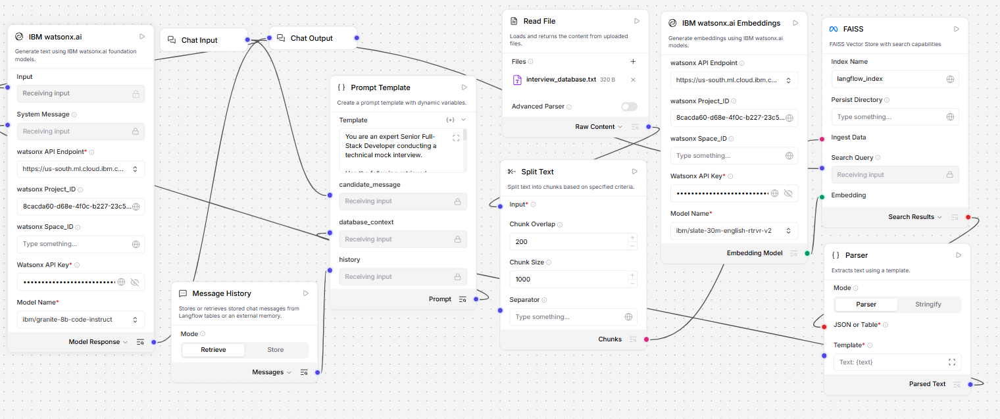 IBM watsonx.ai
Generate text using IBM watsonx.ai foundation
models.
Input
Receiving input
System Message
Receiving input
watsonx API Endpoint*
https://us-south.ml.cloud.ibm.c...
watsonx Project_ID
8cacda60-d68e-4f0c-b227-23c5...
watsonx Space_ID
Type something...
Watsonx API Key*
Model Name*
ibm/granite-8b-code-instruct
Model Response
Chat Input
Chat Output
Message History
Stores or retrieves stored chat messages from
Langflow tables or an external memory.
Mode
Retrieve
Store
Messages
{ } Prompt Template
Create a prompt template with dynamic variables.
Template
{+}
You are an expert Senior Full-
Stack Developer conducting a
technical mock interview.
candidate_message
Receiving input
database_context
Receiving input
history
Receiving input
Prompt
Read File
Loads and returns the content from uploaded
files.
Files
+
interview_database.txt 320 B
Advanced Parser
Raw Content
Split Text
Split text into chunks based on specified criteria.
Input*
Chunk Overlap
200
Chunk Size
1000
Separator
Type something...
Chunks
IBM watsonx.ai Embeddings
Generate embeddings using IBM watsonx.ai
models.
watsonx API Endpoint
https://us-south.ml.cloud.ibm.c...
watsonx Project_ID
8cacda60-d68e-4f0c-b227-23c5...
watsonx Space_ID
Type something...
Watsonx API Key*
Model Name*
ibm/slate-30m-english-rtrvr-v2
Embedding Model
FAISS
FAISS Vector Store with search capabilities
Index Name
langflow_index
Persist Directory
Type something...
Ingest Data
Search Query
Receiving input
Embedding
Search Results
{ } Parser
Extracts text using a template.
Mode
Parser
Stringify
JSON or Table*
Template*
Text: {text}
Parsed Text